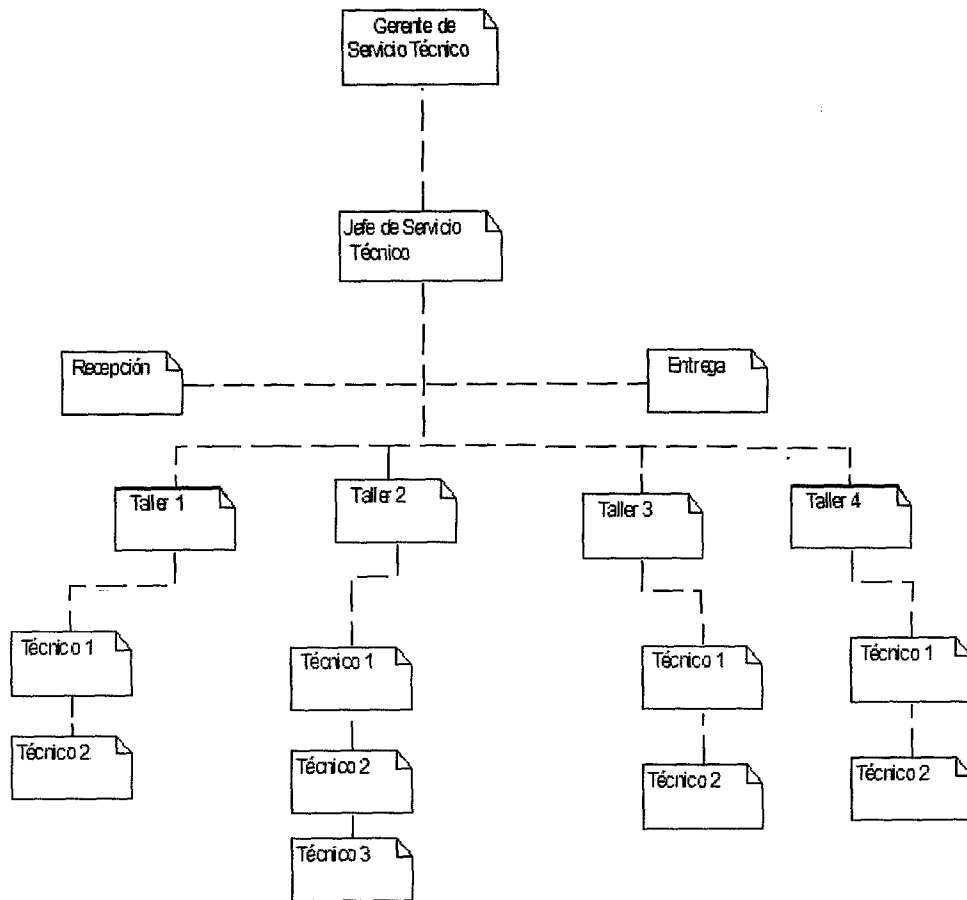 Gerente de
Servicio Técnico
Jefe de Servicio
Técnico
Recepción
Entrega
Taller 1
Taller 2
Taller 3
Taller 4
Técnico 1
Técnico 1
Técnico 1
Técnico 1
Técnico 2
Técnico 2
Técnico 2
Técnico 2
Técnico 3